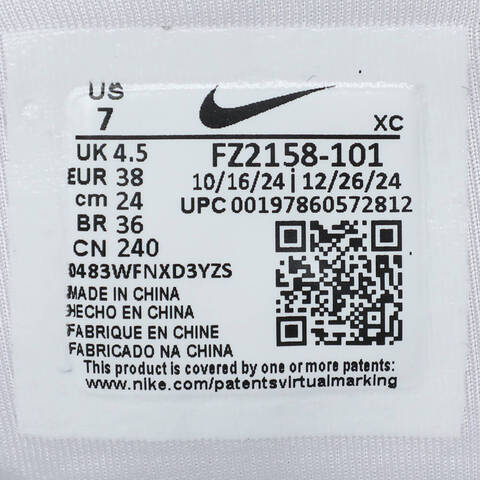 US
7
XC
UK 4.5
FZ2158-101
EUR 38
10/16/24 | 12/26/24
cm 24
UPC 00197860572812
BR 36
CN 240
0483WFNXD3YZS
MADE IN CHINA
HECHO EN CHINA
FABRIQUE EN CHINE
FABRICADO NA CHINA
This product is covered by one or more patents:
www.nike.com/patentsvirtualmarking